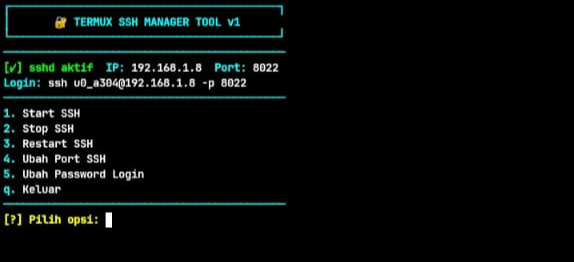 🔐 TERMUX SSH MANAGER TOOL v1
[✔] sshd aktif IP: 192.168.1.8 Port: 8022
Login: ssh u0_a304@192.168.1.8 -p 8022
1. Start SSH
2. Stop SSH
3. Restart SSH
4. Ubah Port SSH
5. Ubah Password Login
q. Keluar
[?] Pilih opsi: